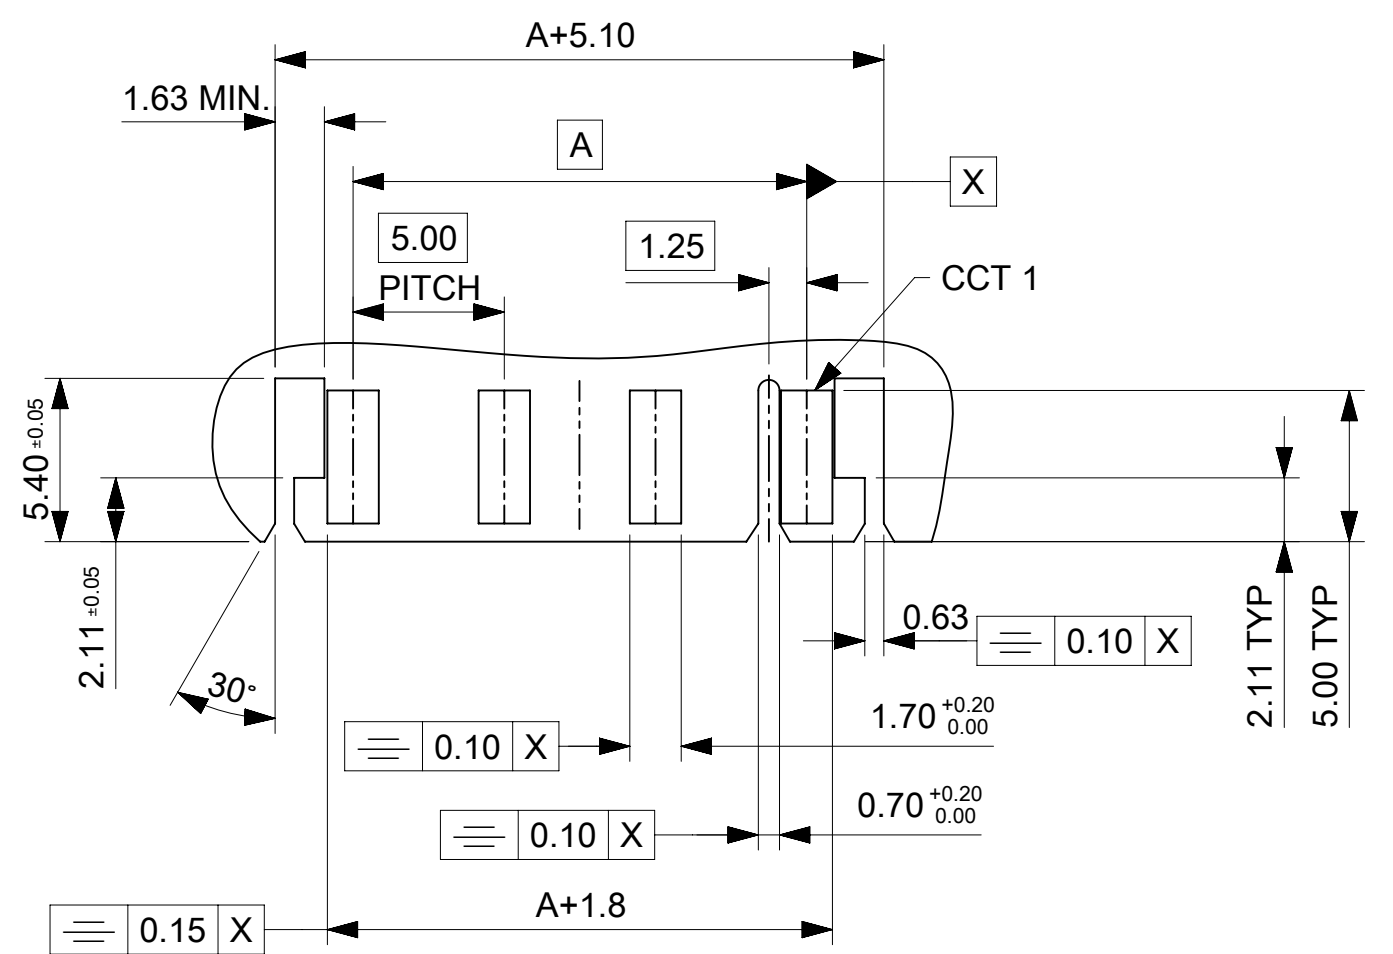 A+5.10
1.63 MIN.
A
X
5.00
PITCH
1.25
CCT 1
5.40 ±0.05
2.11 ±0.05
30°
0.63
0.10 X
2.11 TYP
5.00 TYP
1.70 +0.20 0.00
0.10 X
0.70 +0.20 0.00
0.10 X
A+1.8
0.15 X